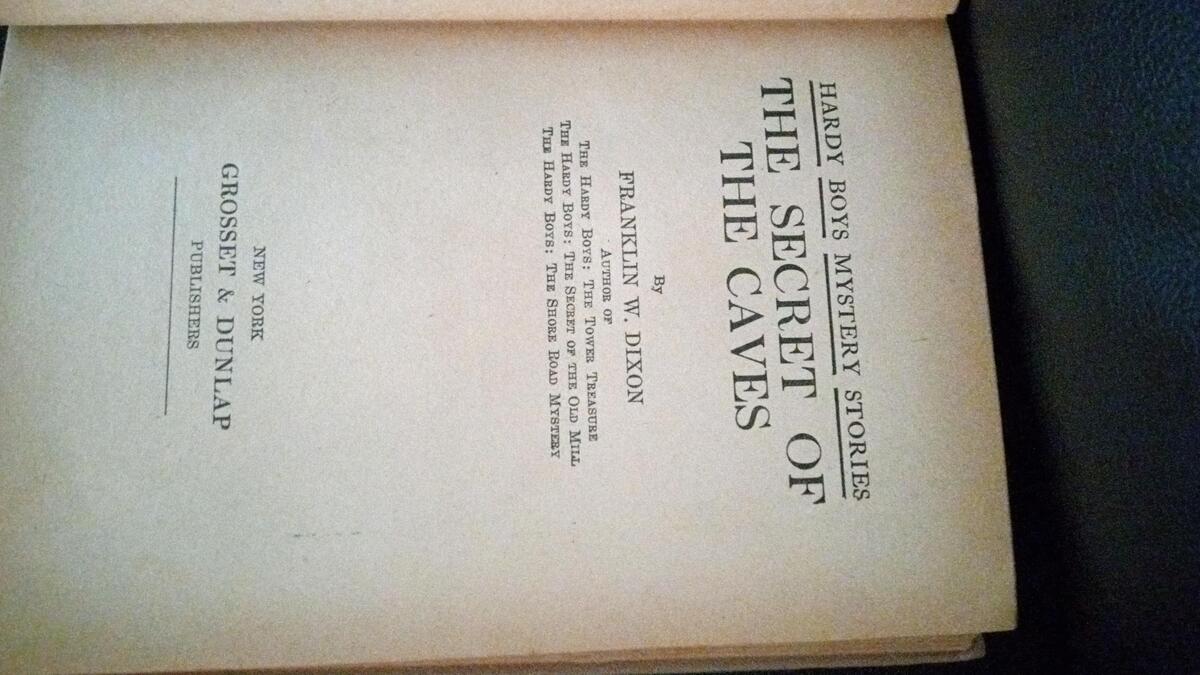 HARDY BOYS MYSTERY STORIES
THE SECRET OF
THE CAVES
By
FRANKLIN W. DIXON
AUTHOR OF
THE HARDY BOYS: THE TOWER TREASURE
THE HARDY BOYS: THE SECRET OF THE OLD MILL
THE HARDY BOYS: THE SHORE ROAD MYSTERY
NEW YORK
GROSSET & DUNLAP
PUBLISHERS